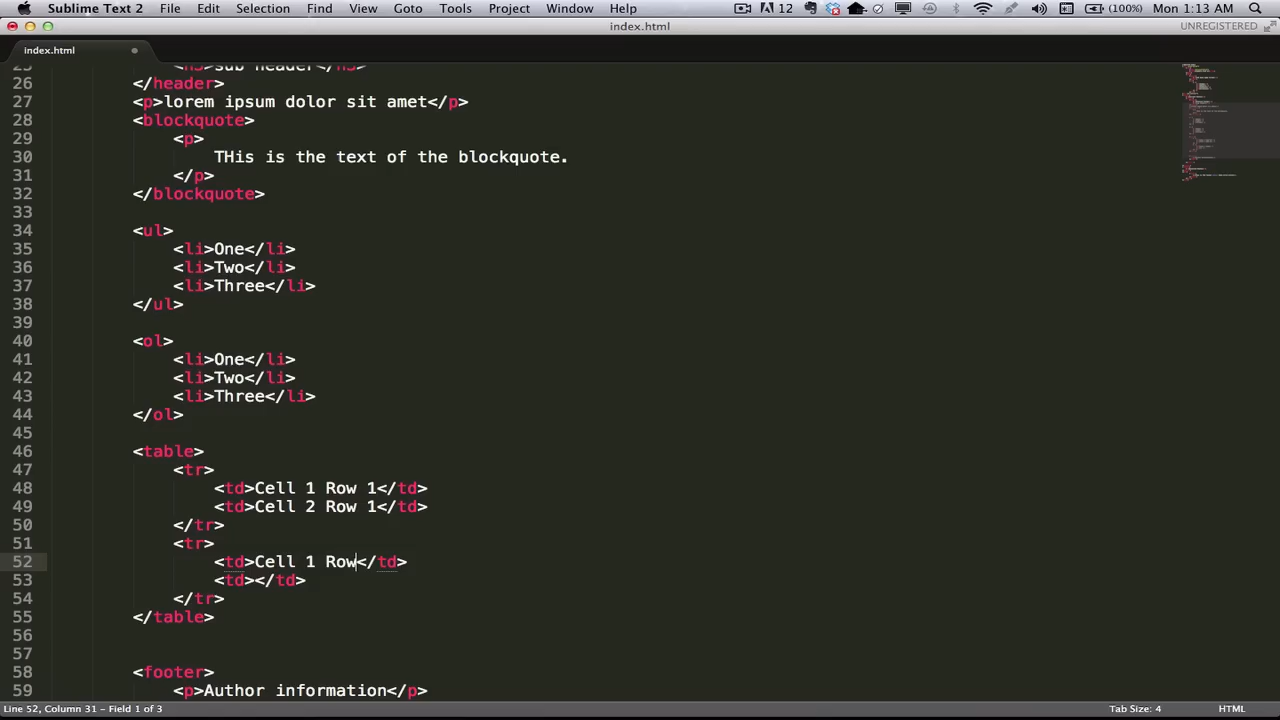 Sublime Text 2 File Edit Selection Find View Goto Tools Project Window Help 12 (100%) Mon 1:13 AM
index.html UNREGISTERED
index.html
25 <h3>sub header</h3>
26 </header>
27 <p>lorem ipsum dolor sit amet</p>
28 <blockquote>
29 <p>
30 THis is the text of the blockquote.
31 </p>
32 </blockquote>
33
34 <ul>
35 <li>One</li>
36 <li>Two</li>
37 <li>Three</li>
38 </ul>
39
40 <ol>
41 <li>One</li>
42 <li>Two</li>
43 <li>Three</li>
44 </ol>
45
46 <table>
47 <tr>
48 <td>Cell 1 Row 1</td>
49 <td>Cell 2 Row 1</td>
50 </tr>
51 <tr>
52 <td>Cell 1 Row</td>
53 <td></td>
54 </tr>
55 </table>
56
57
58 <footer>
59 <p>Author information</p>
Line 52, Column 31 - Field 1 of 3 Tab Size: 4 HTML